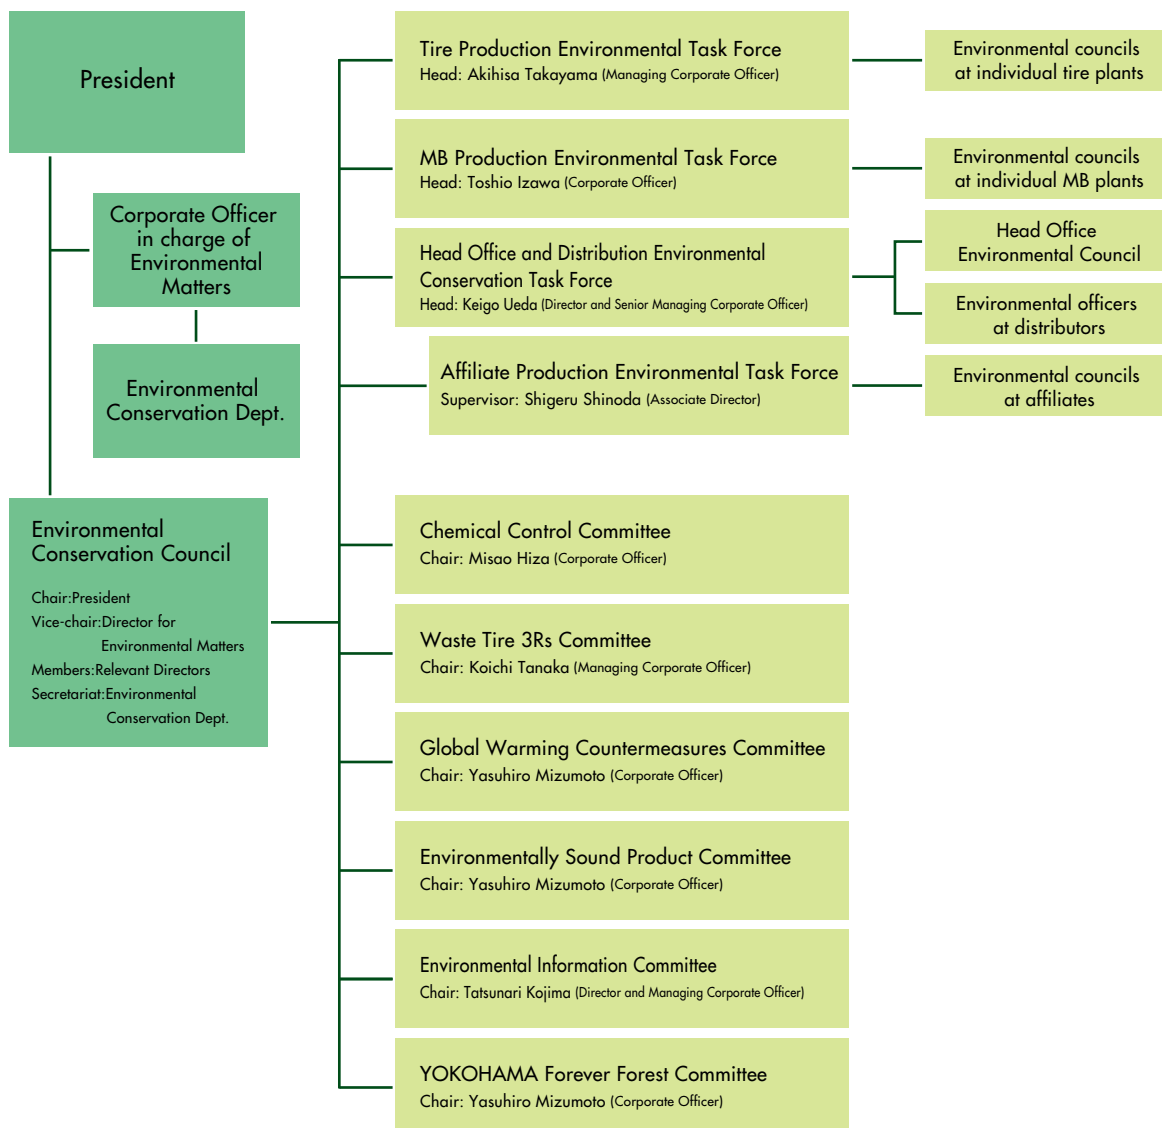 President
Corporate Officer
in charge of
Environmental
Matters
Environmental
Conservation Dept.
Environmental
Conservation Council
Chair:President
Vice-chair:Director for
Environmental Matters
Members:Relevant Directors
Secretariat:Environmental
Conservation Dept.
Tire Production Environmental Task Force
Head: Akihisa Takayama (Managing Corporate Officer)
Environmental councils
at individual tire plants
MB Production Environmental Task Force
Head: Toshio Izawa (Corporate Officer)
Environmental councils
at individual MB plants
Head Office and Distribution Environmental
Conservation Task Force
Head: Keigo Ueda (Director and Senior Managing Corporate Officer)
Head Office
Environmental Council
Environmental officers
at distributors
Affiliate Production Environmental Task Force
Supervisor: Shigeru Shinoda (Associate Director)
Environmental councils
at affiliates
Chemical Control Committee
Chair: Misao Hiza (Corporate Officer)
Waste Tire 3Rs Committee
Chair: Koichi Tanaka (Managing Corporate Officer)
Global Warming Countermeasures Committee
Chair: Yasuhiro Mizumoto (Corporate Officer)
Environmentally Sound Product Committee
Chair: Yasuhiro Mizumoto (Corporate Officer)
Environmental Information Committee
Chair: Tatsunari Kojima (Director and Managing Corporate Officer)
YOKOHAMA Forever Forest Committee
Chair: Yasuhiro Mizumoto (Corporate Officer)